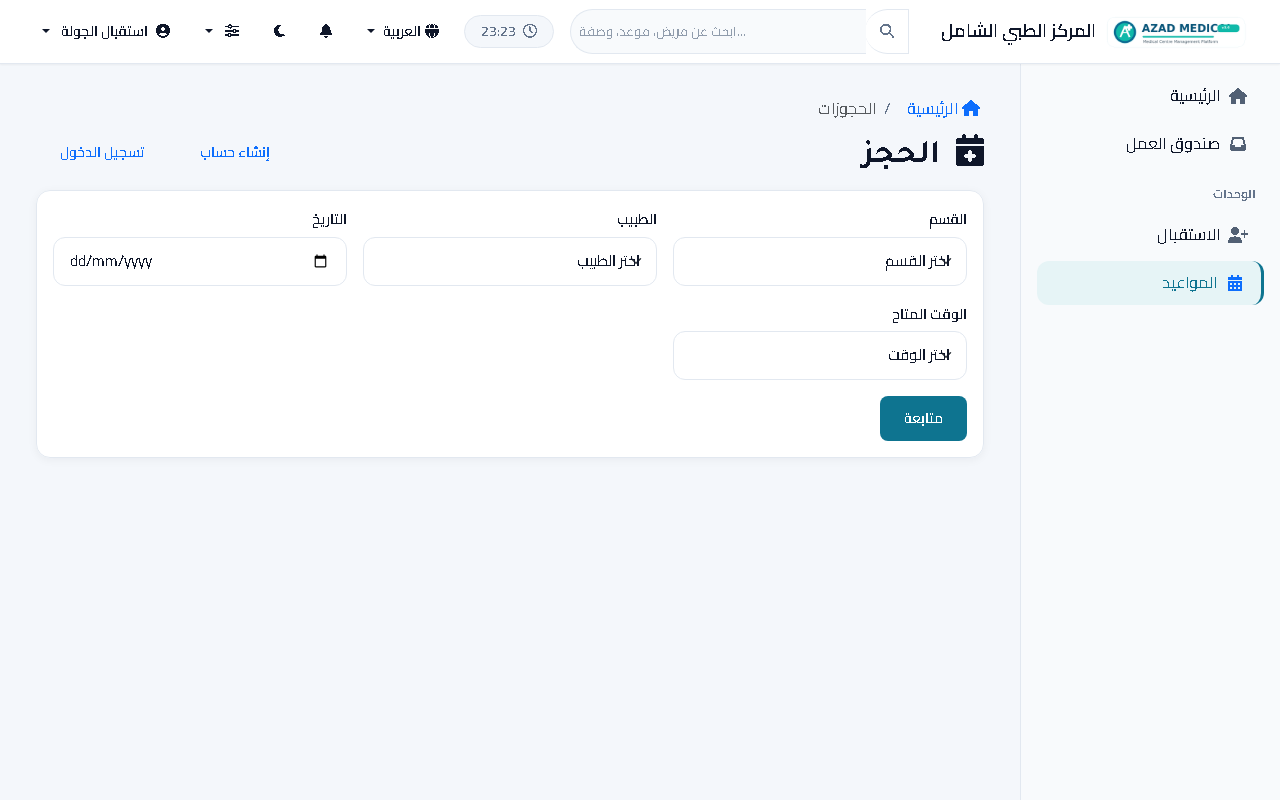 AZAD MEDIC
Medical Centre Management Platform
المركز الطبي الشامل
ابحث عن مريض، موعد، وصفة...
23:23
العربية
استقبال الجولة
الرئيسية
صندوق العمل
الوحدات
الاستقبال
المواعيد
الرئيسية / الحجوزات
الحجز
إنشاء حساب
تسجيل الدخول
القسم
الطبيب
التاريخ
اختر القسم
اختر الطبيب
dd/mm/yyyy
الوقت المتاح
اختر الوقت
متابعة